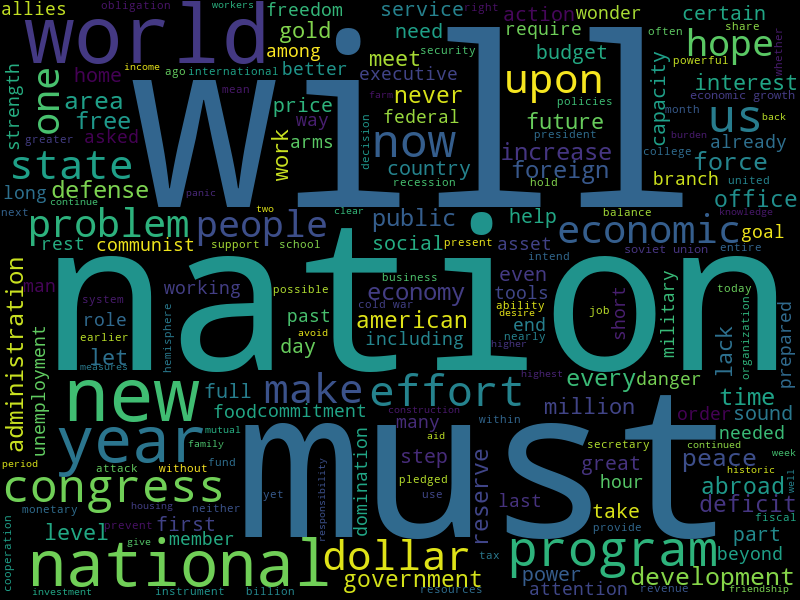 allies
world
will
freedom
service
action
wonder
certain
obligation
workers
right
often
share
gold
need
require
hope
powerful
whether
among
meet
security
budget
strength
one
home
income
ago
international
better
executive
upon
policies
capacity
interest
economic growth
area
mean
price
never
farm
month
back
free
greater
asked
way
arms
federal
future
president
us
burden
work
decision
now
increase
college
already
state
country
foreign
force
long
defense
panic
recession
hold
branch
united
office
next
continue
two
clear
balance
knowledge
problem
people
public
help
economic
goal
rest
communist
support
school
social
present
asset
intend
soviet union
entire
nation
man
system
working
possible
business
economy
cold war
even
tools
ability
desire
job
short
military
today
organization
prepared
administration
unemployment
role
earlier
let
measures
hemisphere
past
day
avoid
american
including
end
nearly
higher
lack
new
full
make
effort
highest
every
danger
time
food
commitment
construction
million
order
sound
year
mutual
family
must
many
aid
within
secretary
continued
needed
period
attack
without
fund
domination
step
pledged
use
great
peace
historic
week
congress
monetary
housing
neither
yet
responsibility
reserve
last
hour
take
abroad
deficit
well
cooperation
level
prevent
first
member
give
provide
part
fiscal
national
dollar
tax
program
beyond
government
power
attention
development
investment
instrument
billion
resources
revenue
friendship